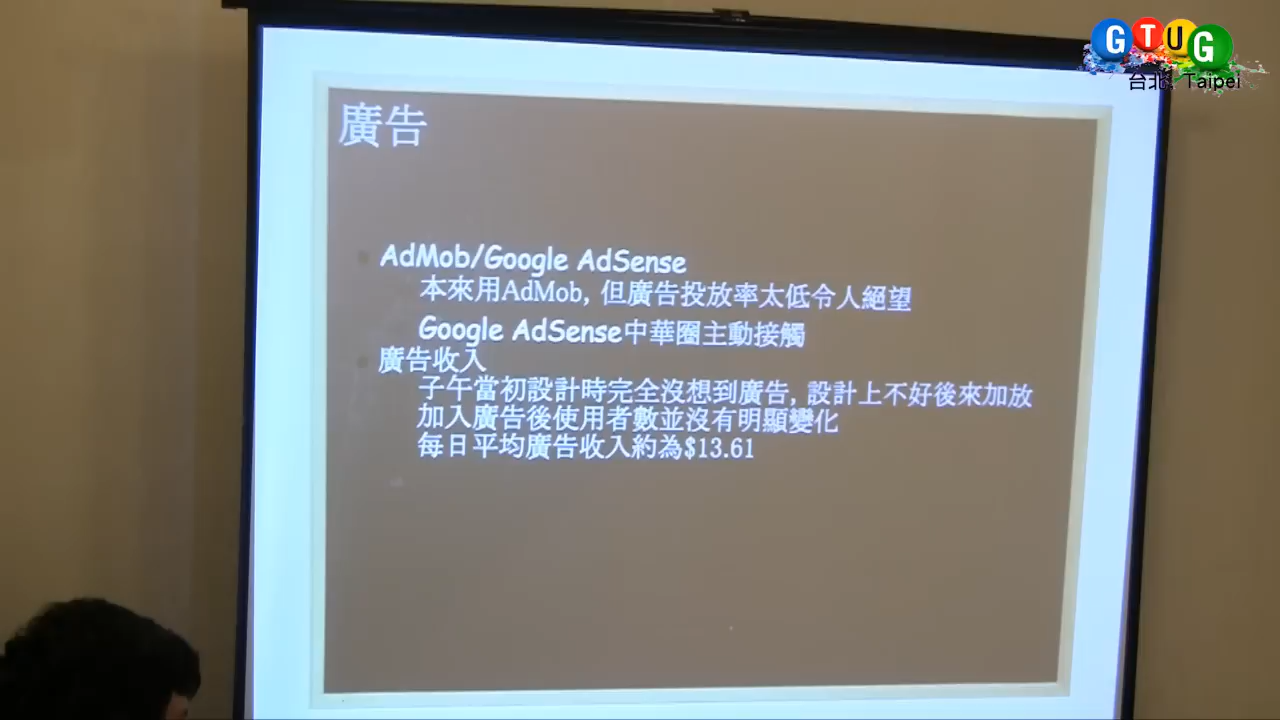 GTUG
台北 Taipei
廣告
AdMob/Google AdSense
本來用AdMob, 但廣告投放率太低令人絕望
Google AdSense中華圈主動接觸
廣告收入
子午當初設計時完全沒想到廣告, 設計上不好後來加放
加入廣告後使用者數並沒有明顯變化
每日平均廣告收入約為$13.61